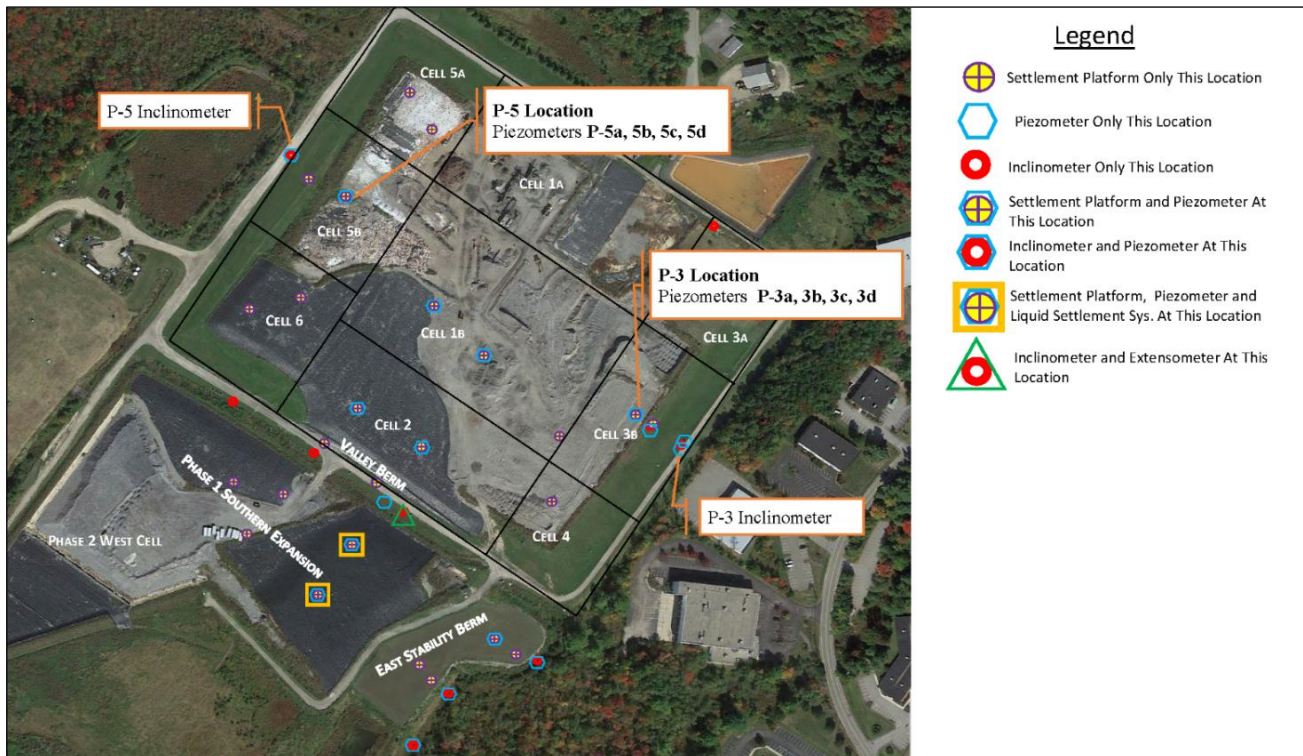 P-5 Inclinometer
P-5 Location
Piezometers P-5a, 5b, 5c, 5d
CELL 5A
CELL 1A
CELL 5B
P-3 Location
Piezometers P-3a, 3b, 3c, 3d
CELL 6
CELL 1B
CELL 3A
CELL 2
CELL 3B
VALLEY BERM
PHASE 1 SOUTHERN EXPANSION
P-3 Inclinometer
CELL 4
PHASE 2 WEST CELL
EAST STABILITY BERM
Legend
Settlement Platform Only This Location
Piezometer Only This Location
Inclinometer Only This Location
Settlement Platform and Piezometer At
This Location
Inclinometer and Piezometer At This
Location
Settlement Platform, Piezometer and
Liquid Settlement Sys. At This Location
Inclinometer and Extensometer At This
Location